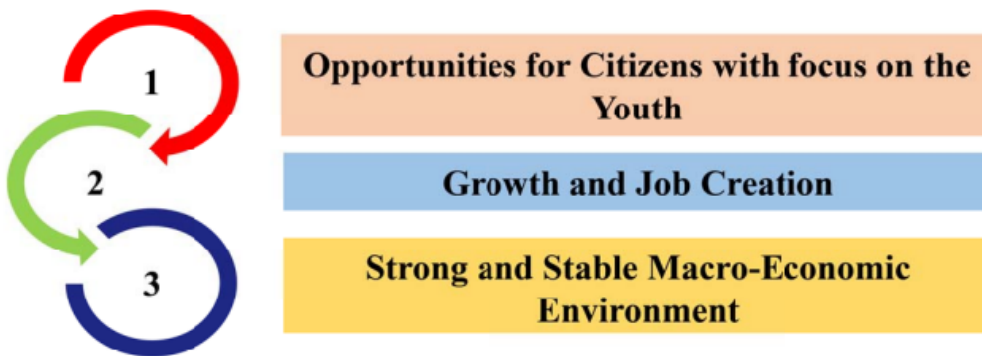 1
Opportunities for Citizens with focus on the
Youth
2
Growth and Job Creation
3
Strong and Stable Macro-Economic
Environment